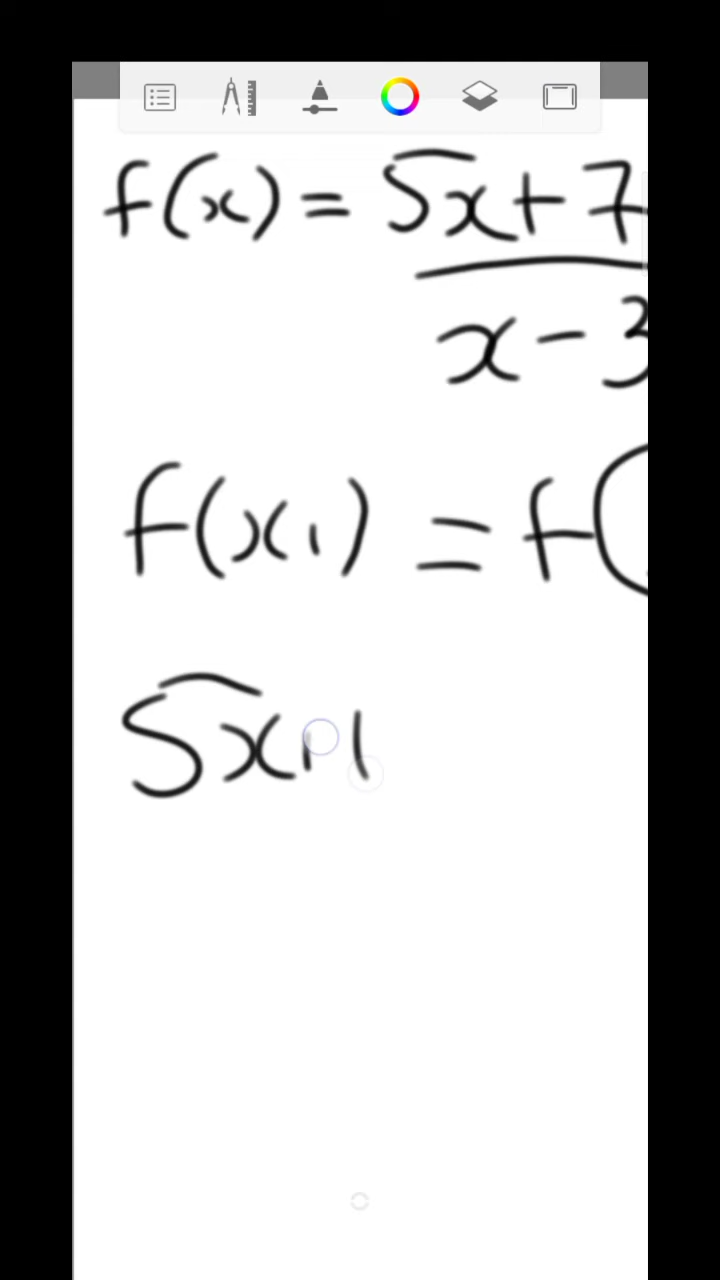 f(x) = 5x+7
x-3
f(x1) = f(
5x1